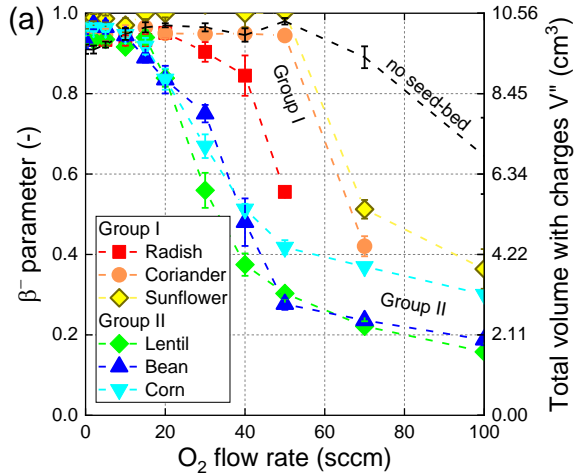 (a)
1.0
0.8
0.6
0.4
0.2
0.0
β⁻ parameter (-)
Group I
Radish
Coriander
Sunflower
Group II
Lentil
Bean
Corn
Group I
no seed-bed
Group II
10.56
8.45
6.34
4.22
2.11
0.00
Total volume with charges V" (cm³)
0 20 40 60 80 100
O₂ flow rate (sccm)